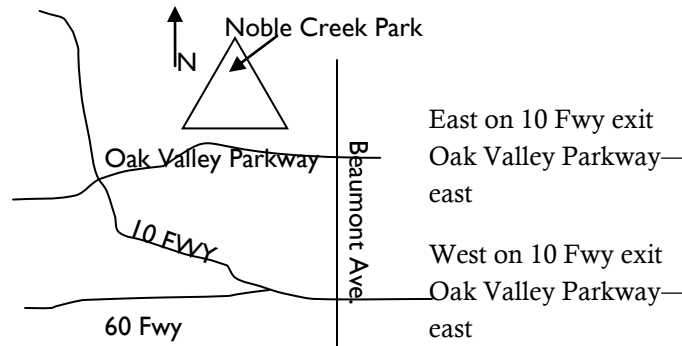 Noble Creek Park
N
Oak Valley Parkway
Beaumont Ave.
10 FWY
60 Fwy
East on 10 Fwy exit
Oak Valley Parkway—
east
West on 10 Fwy exit
Oak Valley Parkway—
east